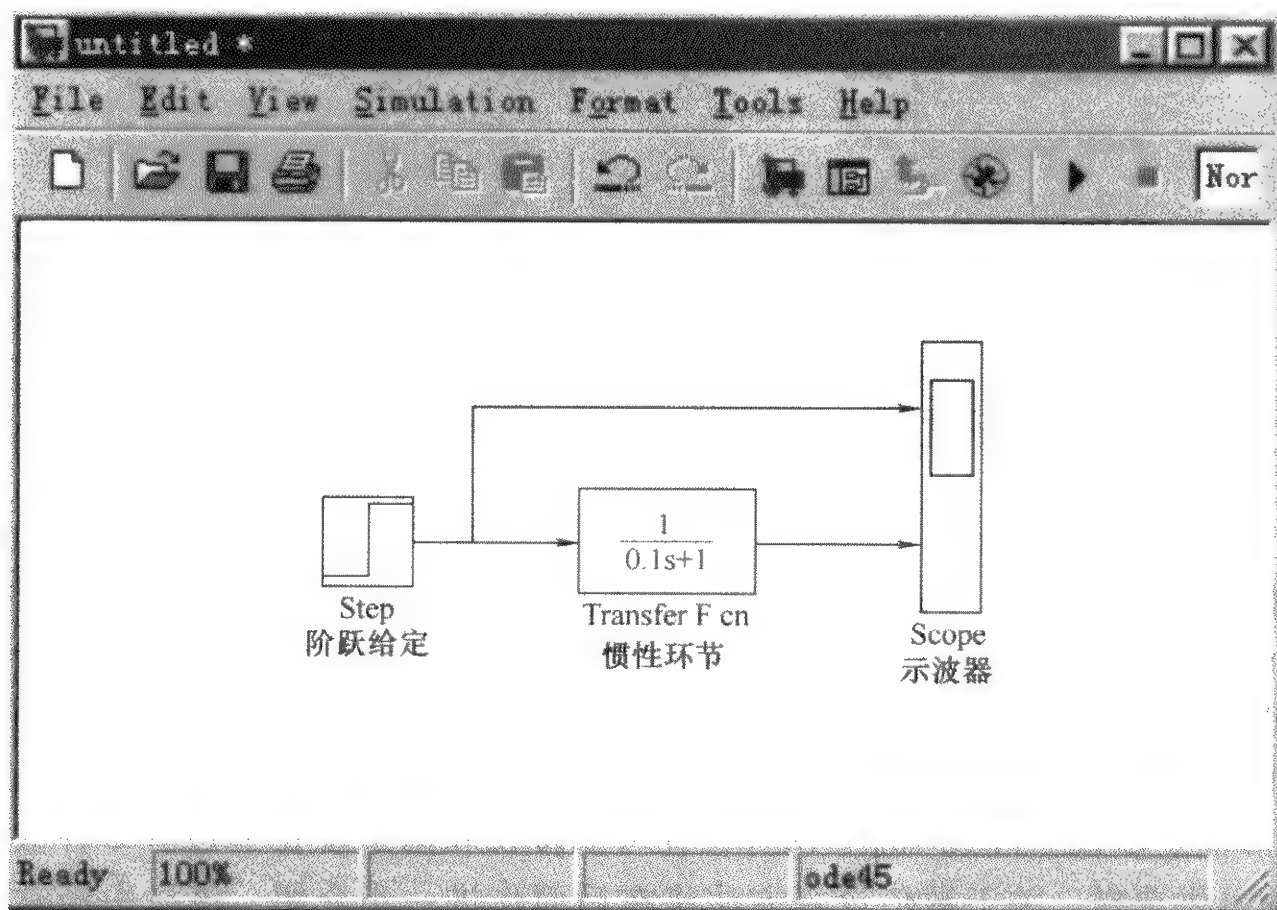 untitled *
File Edit View Simulation Format Tools Help
Nor
1
0.1s+1
Step
阶跃给定
Transfer F cn
惯性环节
Scope
示波器
Ready 100% ode45